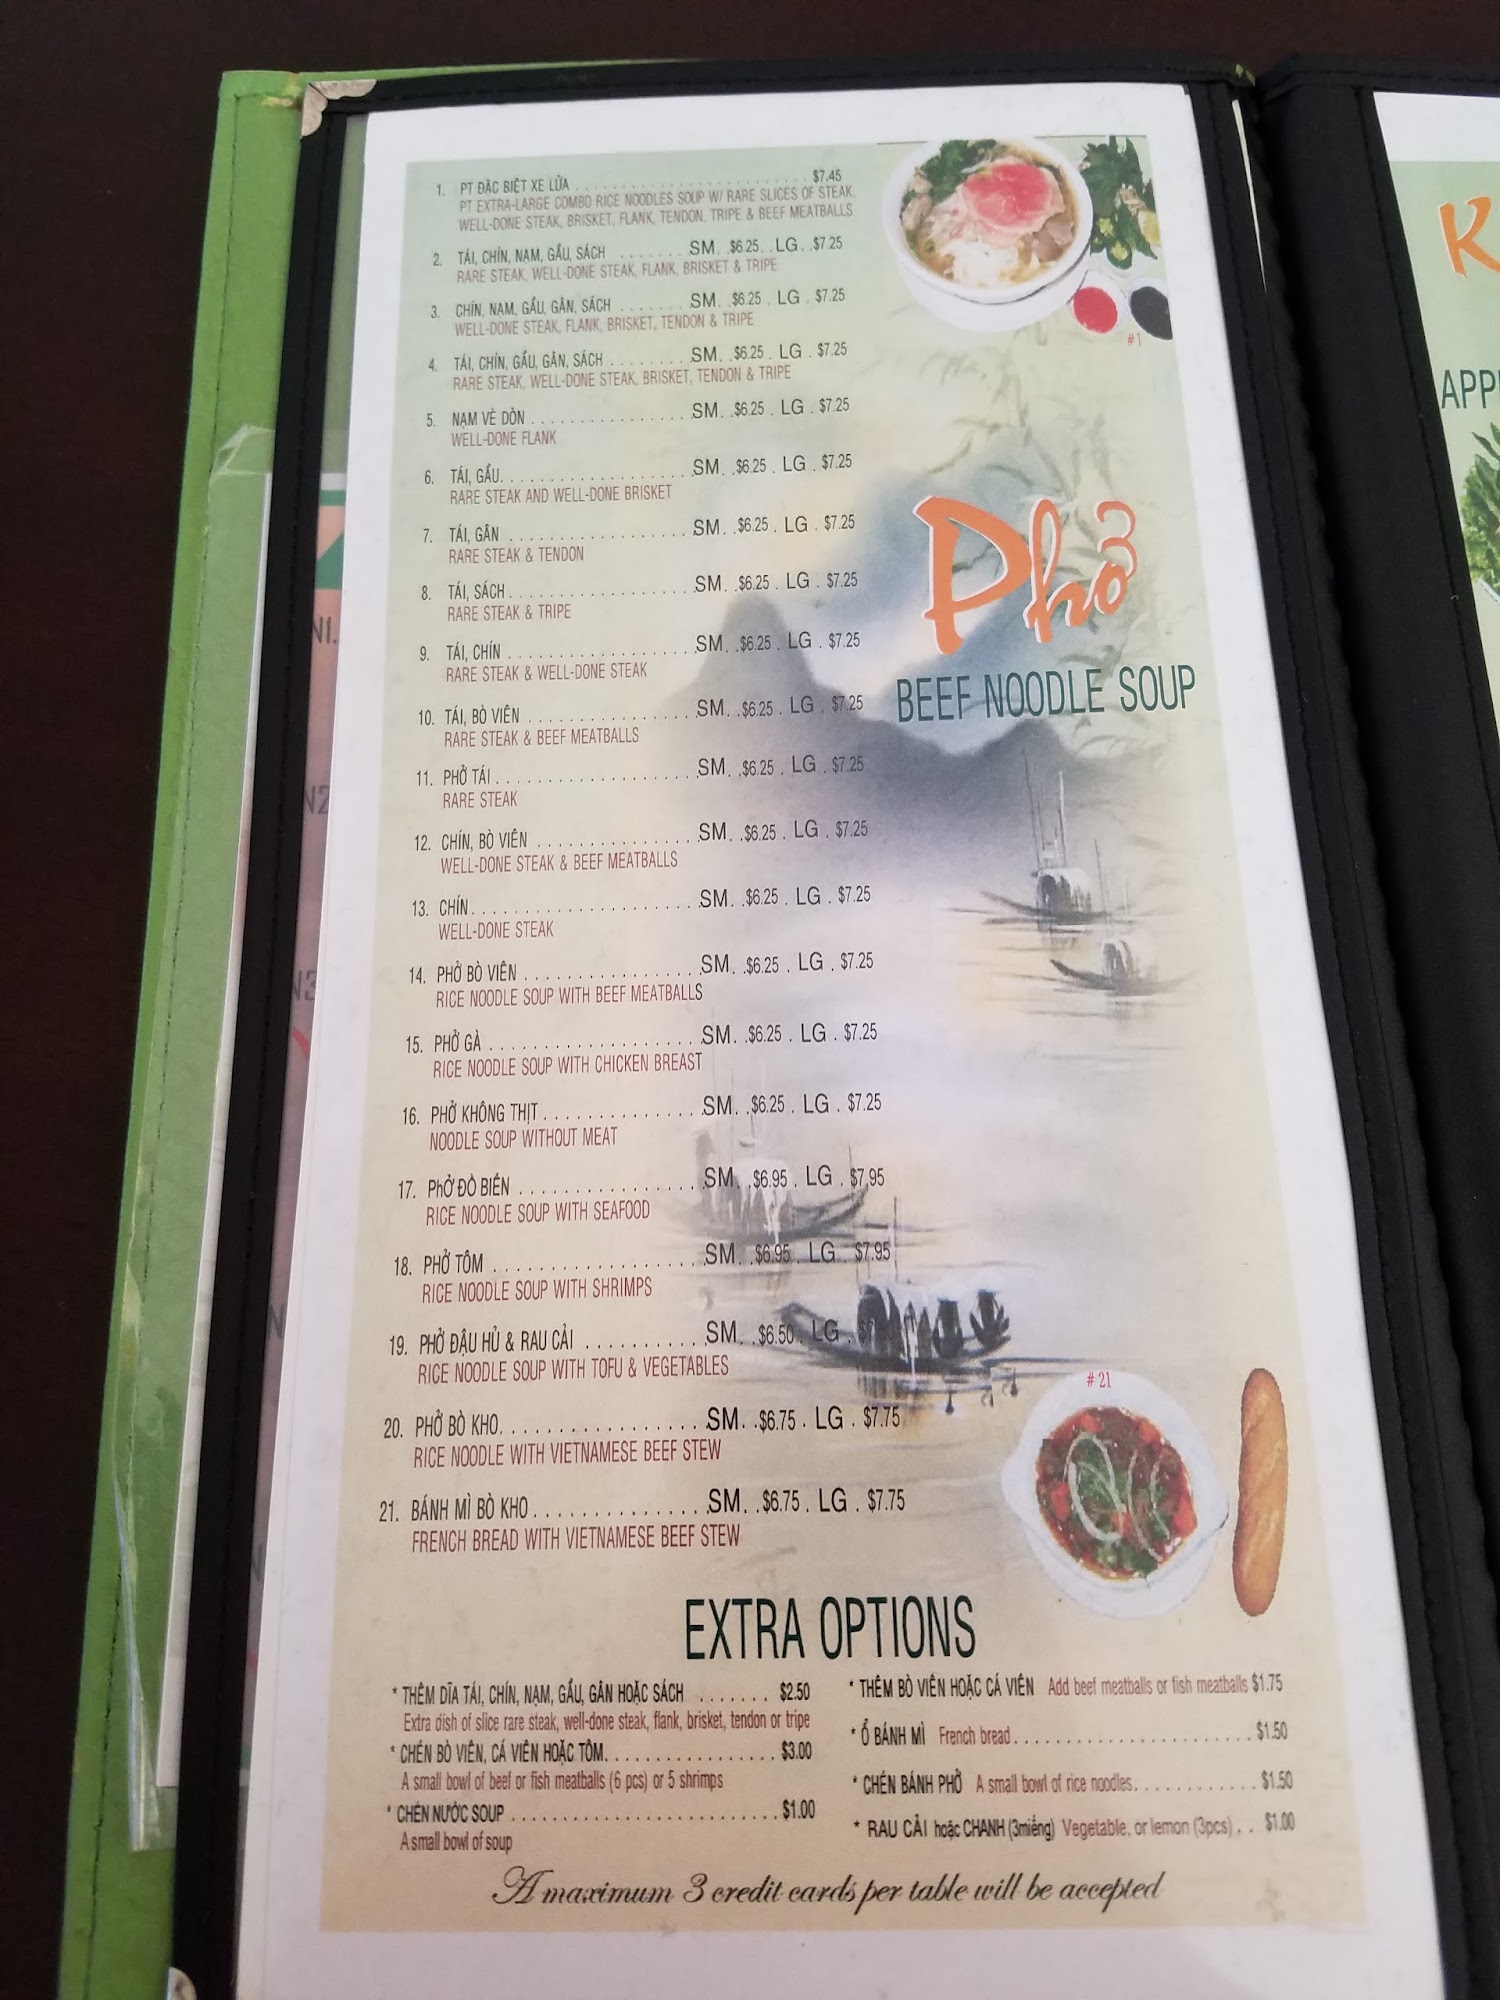 1. PT ĐẶC BIỆT XE LỬA . . . . . . . . . . . . . . . . . . . . . . . . . $7.45
PT EXTRA-LARGE COMBO RICE NOODLES SOUP W/ RARE SLICES OF STEAK,
WELL-DONE STEAK, BRISKET, FLANK, TENDON, TRIPE & BEEF MEATBALLS
#1
2. TÁI, CHÍN, NẠM, GẦU, SÁCH . . . . . . . . SM. .$6.25. . LG. .$7.25
RARE STEAK, WELL-DONE STEAK, FLANK, BRISKET & TRIPE
3. CHÍN, NẠM, GẦU, GÂN, SÁCH . . . . . . . SM. .$6.25 . LG . $7.25
WELL-DONE STEAK, FLANK, BRISKET, TENDON & TRIPE
4. TÁI, CHÍN, GẦU, GÂN, SÁCH . . . . . . . . . SM. .$6.25 . LG . $7.25
RARE STEAK, WELL-DONE STEAK, BRISKET, TENDON & TRIPE
5. NẠM VÈ DÒN . . . . . . . . . . . . . . . . . SM. .$6.25 . LG . $7.25
WELL-DONE FLANK
6. TÁI, GẦU. . . . . . . . . . . . . . . . . . . . SM. .$6.25 . LG . $7.25
RARE STEAK AND WELL-DONE BRISKET
7. TÁI, GÂN . . . . . . . . . . . . . . . . . . . SM. .$6.25 . LG . $7.25
RARE STEAK & TENDON
8. TÁI, SÁCH . . . . . . . . . . . . . . . . . . . SM. .$6.25 . LG . $7.25
RARE STEAK & TRIPE
9. TÁI, CHÍN . . . . . . . . . . . . . . . . . . . SM. .$6.25 . LG . $7.25
RARE STEAK & WELL-DONE STEAK
10. TÁI, BÒ VIÊN . . . . . . . . . . . . . . . . . SM. .$6.25 . LG . $7.25
RARE STEAK & BEEF MEATBALLS
11. PHỞ TÁI . . . . . . . . . . . . . . . . . . . . SM. .$6.25 . LG . $7.25
RARE STEAK
12. CHÍN, BÒ VIÊN . . . . . . . . . . . . . . . . SM. .$6.25 . LG . $7.25
WELL-DONE STEAK & BEEF MEATBALLS
13. CHÍN . . . . . . . . . . . . . . . . . . . . . . SM. .$6.25 . LG . $7.25
WELL-DONE STEAK
14. PHỞ BÒ VIÊN . . . . . . . . . . . . . . . . . SM. .$6.25 . LG . $7.25
RICE NOODLE SOUP WITH BEEF MEATBALLS
15. PHỞ GÀ . . . . . . . . . . . . . . . . . . . . SM. .$6.25 . LG . $7.25
RICE NOODLE SOUP WITH CHICKEN BREAST
16. PHỞ KHÔNG THỊT . . . . . . . . . . . . . . SM. .$6.25 . LG . $7.25
NOODLE SOUP WITHOUT MEAT
17. PhỞ ĐỒ BIỂN . . . . . . . . . . . . . . . . . SM. .$6.95 . LG . $7.95
RICE NOODLE SOUP WITH SEAFOOD
18. PHỞ TÔM . . . . . . . . . . . . . . . . . . . SM. .$6.95 . LG . $7.95
RICE NOODLE SOUP WITH SHRIMPS
19. PHỞ ĐẬU HỦ & RAU CẢI . . . . . . . . . . . SM. .$6.50 . LG .
RICE NOODLE SOUP WITH TOFU & VEGETABLES
20. PHỞ BÒ KHO. . . . . . . . . . . . . . . . . . SM. .$6.75 . LG . $7.75
RICE NOODLE WITH VIETNAMESE BEEF STEW
21. BÁNH MÌ BÒ KHO . . . . . . . . . . . . . . . SM. .$6.75 . LG . $7.75
FRENCH BREAD WITH VIETNAMESE BEEF STEW
Phở
BEEF NOODLE SOUP
# 21
EXTRA OPTIONS
* THÊM DĨA TÁI, CHÍN, NẠM, GẦU, GÂN HOẶC SÁCH . . . . . . . $2.50
Extra dish of slice rare steak, well-done steak, flank, brisket, tendon or tripe
* CHÉN BÒ VIÊN, CÁ VIÊN HOẶC TÔM. . . . . . . . . . . . . . . . . $3.00
A small bowl of beef or fish meatballs (6 pcs) or 5 shrimps
* CHÉN NƯỚC SOUP . . . . . . . . . . . . . . . . . . . . . . . . . . . $1.00
A small bowl of soup
* THÊM BÒ VIÊN HOẶC CÁ VIÊN Add beef meatballs or fish meatballs $1.75
* Ổ BÁNH MÌ French bread. . . . . . . . . . . . . . . . . . . . . . . . $1.50
* CHÉN BÁNH PHỞ A small bowl of rice noodles. . . . . . . . . . . . $1.50
* RAU CẢI hoặc CHANH (3miếng) Vegetable, or lemon (3pcs) . . $1.00
A maximum 3 credit cards per table will be accepted
N1.
N2
N3
K
APP